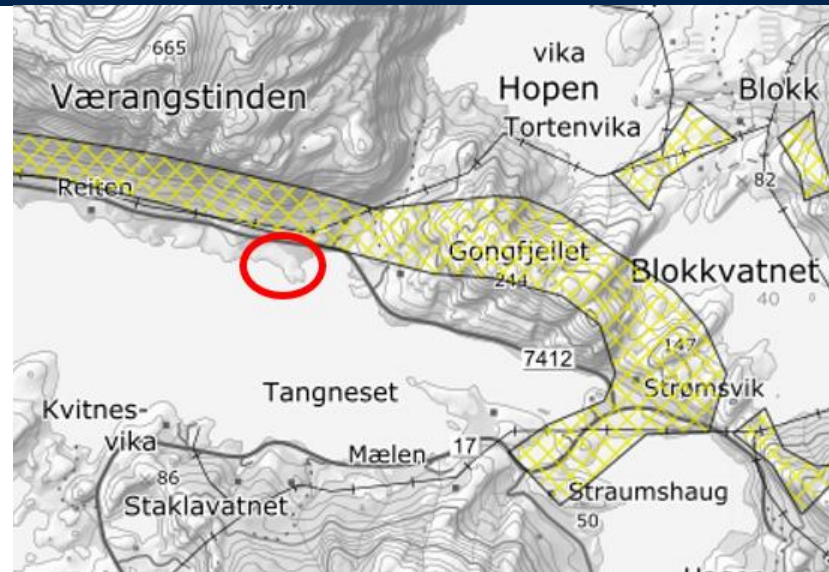 665
Værangstinden
vika
Hopen
Tortenvika
Blokk
82
Reiten
Gongfjellet
244
Blokkvatnet
40
0
147
7412
Strømsvik
Tangneset
Kvitnes-
vika
Mælen
17
86
Staklavatnet
Straumshaug
50